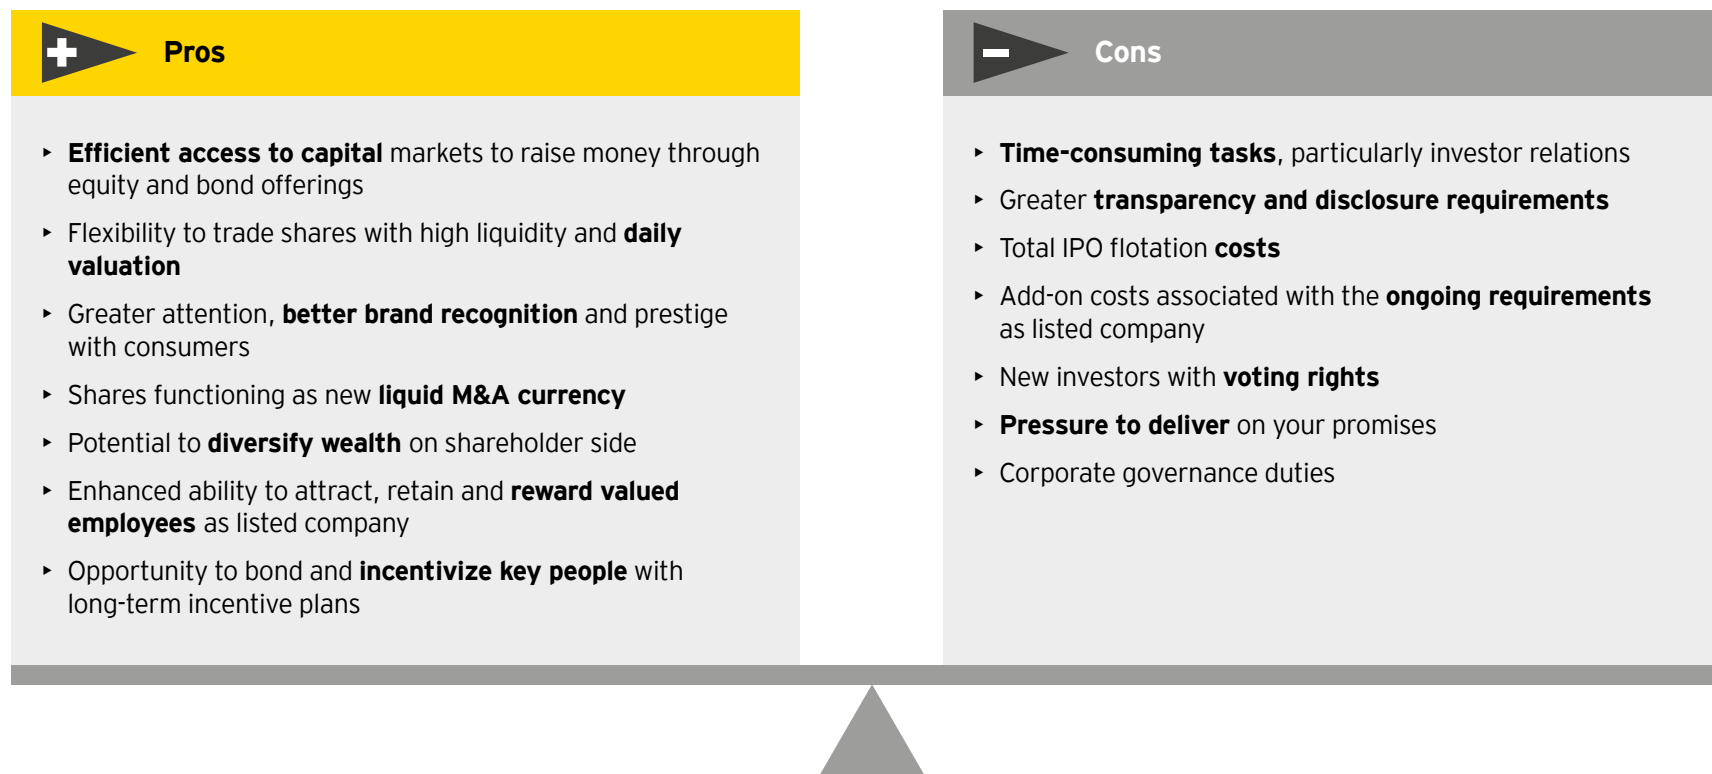 Pros
‣ Efficient access to capital markets to raise money through
equity and bond offerings
‣ Flexibility to trade shares with high liquidity and daily
valuation
‣ Greater attention, better brand recognition and prestige
with consumers
‣ Shares functioning as new liquid M&A currency
‣ Potential to diversify wealth on shareholder side
‣ Enhanced ability to attract, retain and reward valued
employees as listed company
‣ Opportunity to bond and incentivize key people with
long-term incentive plans
Cons
‣ Time-consuming tasks, particularly investor relations
‣ Greater transparency and disclosure requirements
‣ Total IPO flotation costs
‣ Add-on costs associated with the ongoing requirements
as listed company
‣ New investors with voting rights
‣ Pressure to deliver on your promises
‣ Corporate governance duties